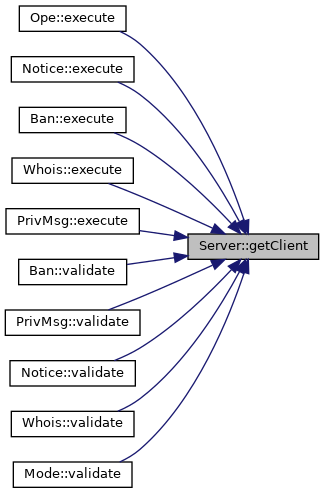 Ope::execute
Notice::execute
Ban::execute
Whois::execute
PrivMsg::execute
Server::getClient
Ban::validate
PrivMsg::validate
Notice::validate
Whois::validate
Mode::validate